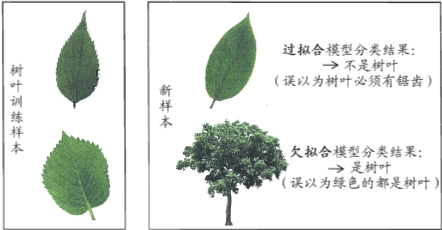 树叶训练样本
新样本
过拟合模型分类结果：
→ 不是树叶
（误以为树叶必须有锯齿）
欠拟合模型分类结果：
→ 是树叶
（误以为绿色的都是树叶）